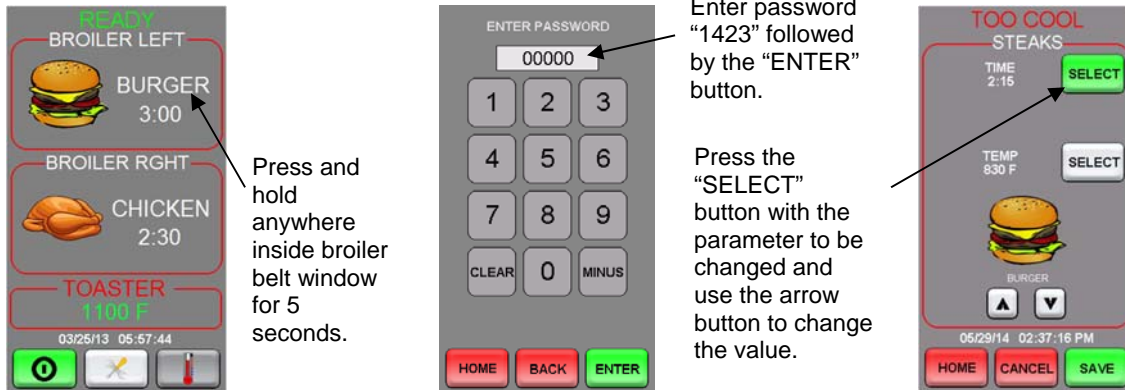 READY
BROILER LEFT
BURGER
3:00
BROILER RGHT
CHICKEN
2:30
TOASTER
1100 F
03/25/13 05:57:44
Press and
hold
anywhere
inside broiler
belt window
for 5
seconds.
ENTER PASSWORD
00000
1 2 3
4 5 6
7 8 9
CLEAR 0 MINUS
HOME BACK ENTER
Enter password
“1423” followed
by the “ENTER”
button.
Press the
“SELECT”
button with the
parameter to be
changed and
use the arrow
button to change
the value.
TOO COOL
STEAKS
TIME
2:15
SELECT
TEMP
830 F
SELECT
BURGER
05/29/14 02:37:16 PM
HOME CANCEL SAVE